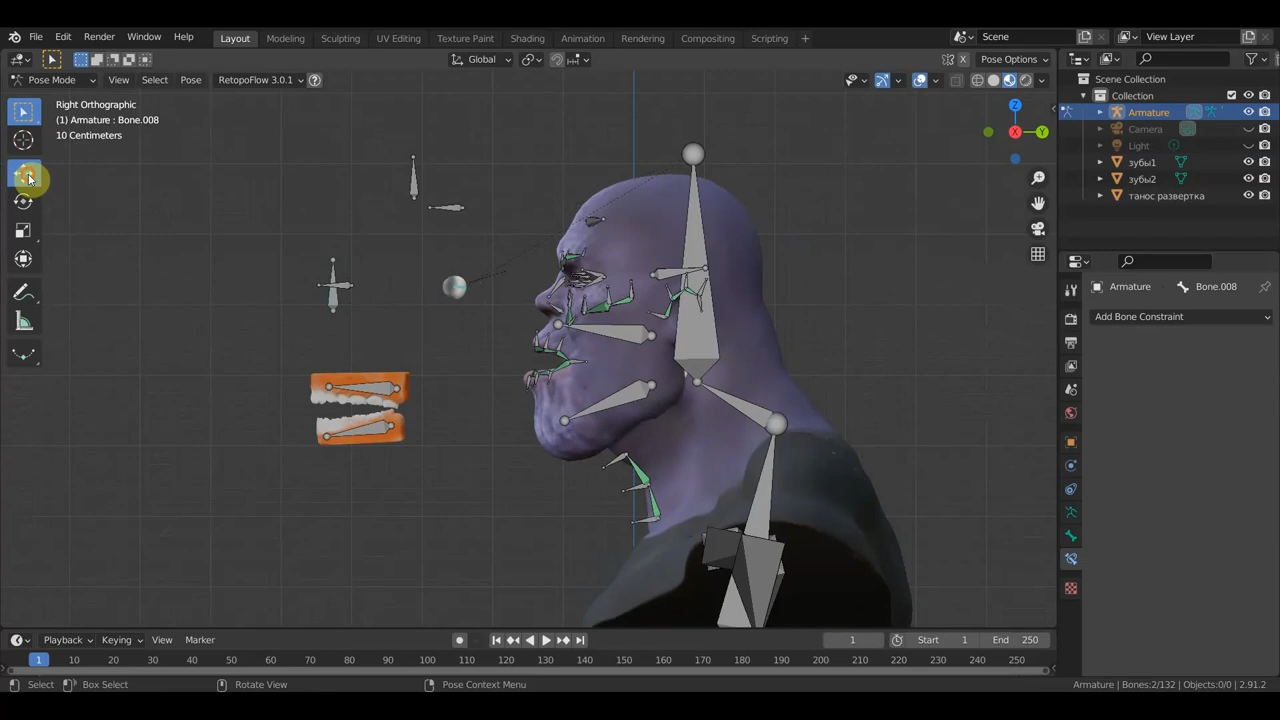 File Edit Render Window Help Layout Modeling Sculpting UV Editing Texture Paint Shading Animation Rendering Compositing Scripting + Scene View Layer
Global X Pose Options
Pose Mode View Select Pose RetopoFlow 3.0.1
Right Orthographic
(1) Armature : Bone.008
10 Centimeters
Z
X Y
Scene Collection
Collection
Armature
Camera
Light
зубы1
зубы2
танос развертка
Armature Bone.008
Add Bone Constraint
Playback Keying View Marker 1 Start 1 End 250
1 10 20 30 40 50 60 70 80 90 100 110 120 130 140 150 160 170 180 190 200 210 220 230 240 250
Select Box Select Rotate View Pose Context Menu Armature | Bones:2/132 | Objects:0/0 | 2.91.2